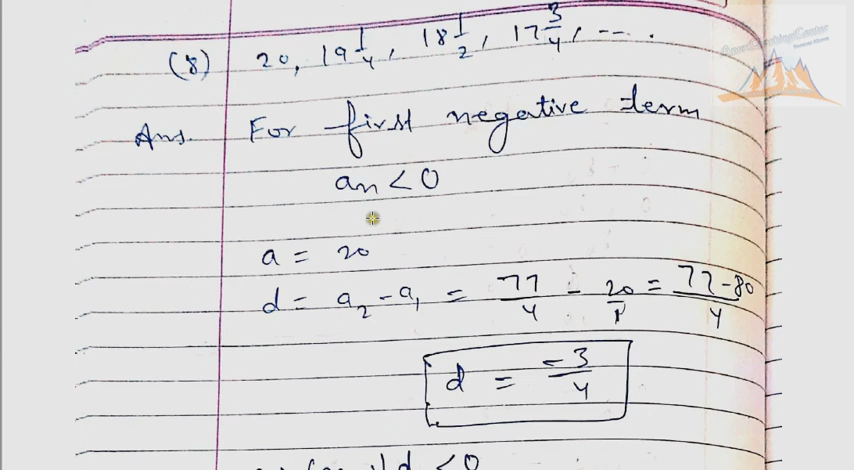 (8) 20, 19 1/4, 18 1/2, 17 3/4, --- .
Ans. For first negative term
an < 0
a = 20
d = a2 - a1 = 77/4 - 20/1 = (77-80)/4
d = -3/4
d < 0